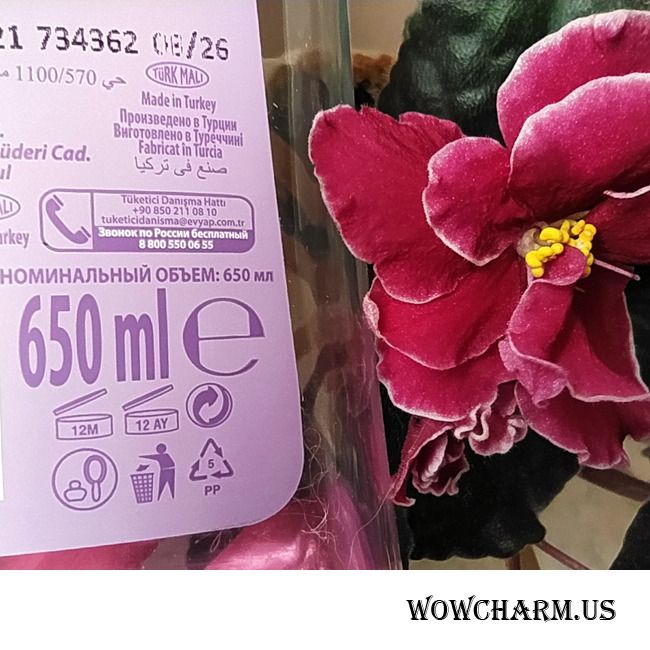 21 734362 08/26
حي 1100/570
TÜRK MALI
Made in Turkey
Произведено в Турции
Виготовлено в Туреччині
Fabricat in Turcia
صنع في تركيا
Cad.
Tüketici Danışma Hattı
+90 850 211 08 10
tuketicidanisma@evyap.com.tr
Звонок по России бесплатный
8 800 550 06 55
НОМИНАЛЬНЫЙ ОБЪЕМ: 650 мл
650 ml e
12M
12 AY
5
PP
WOWCHARM.US